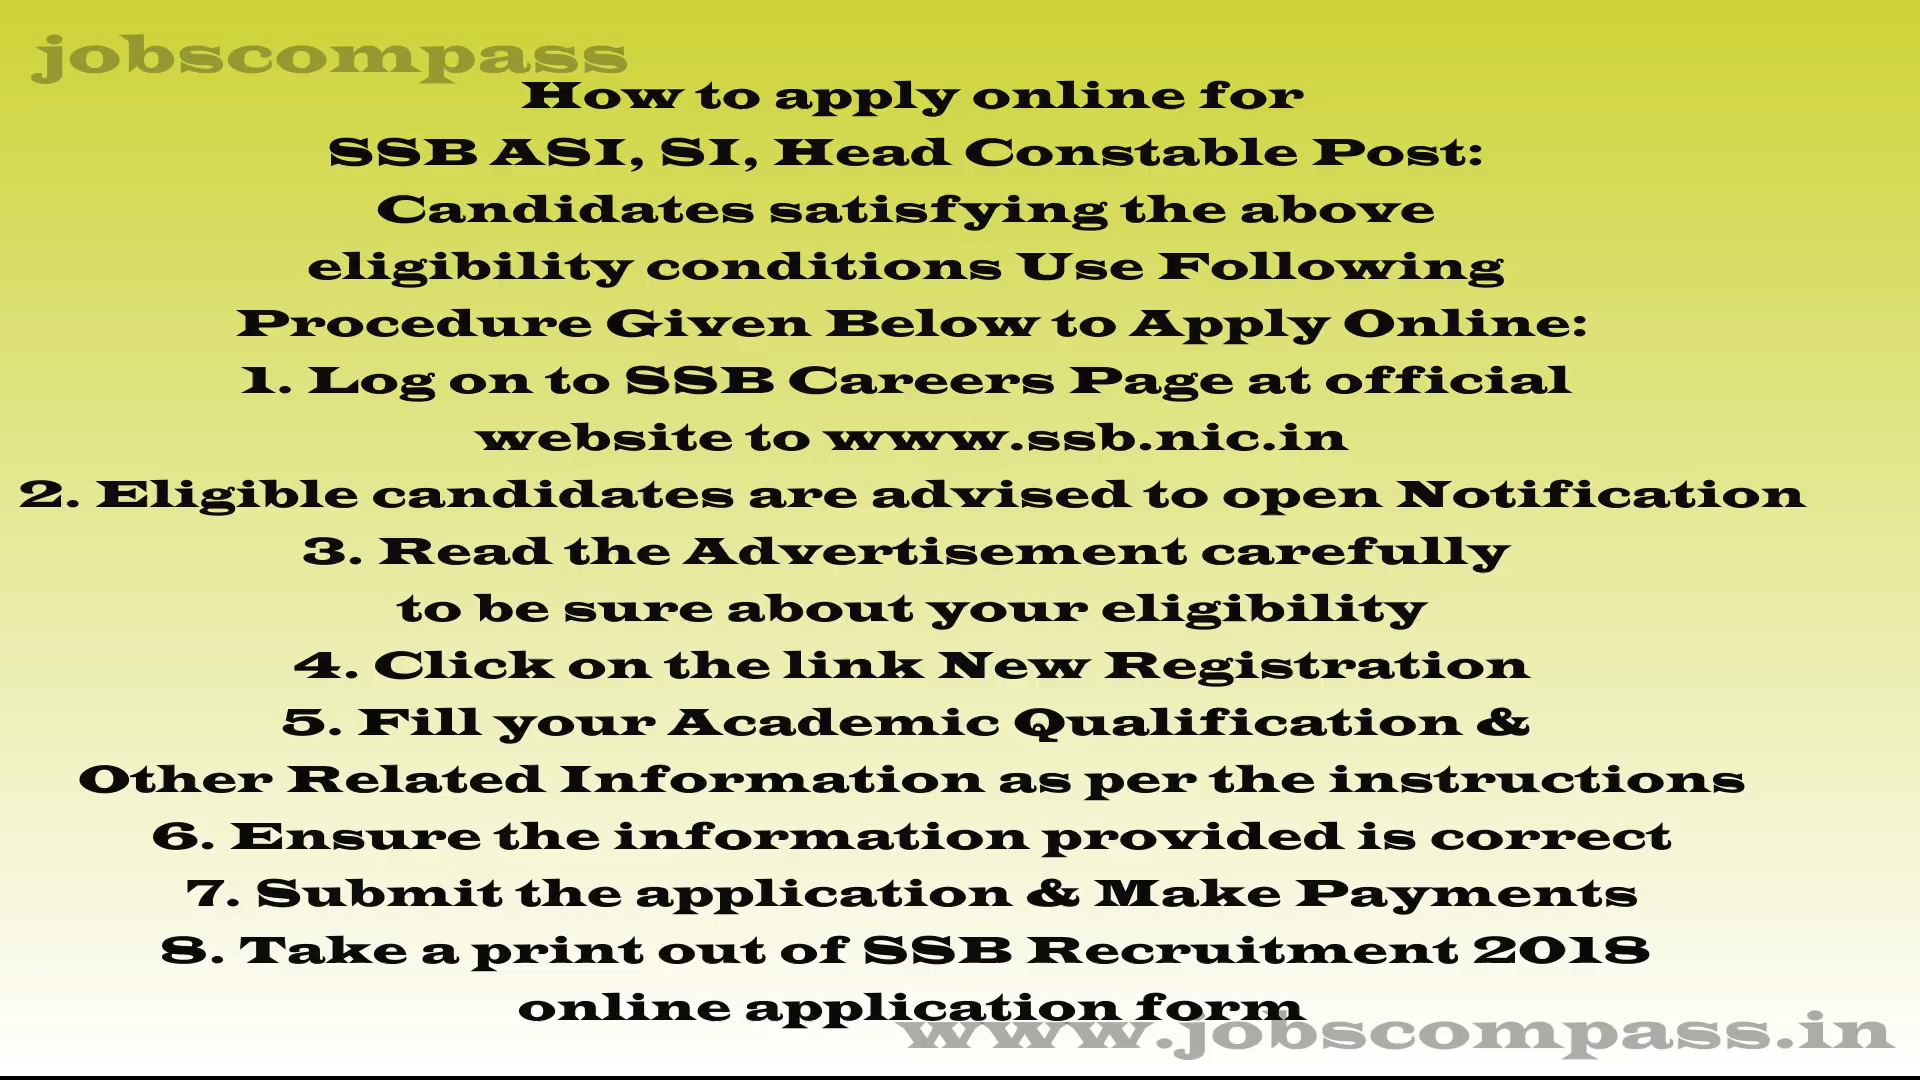 jobscompass
How to apply online for
SSB ASI, SI, Head Constable Post:
Candidates satisfying the above
eligibility conditions Use Following
Procedure Given Below to Apply Online:
1. Log on to SSB Careers Page at official
website to www.ssb.nic.in
2. Eligible candidates are advised to open Notification
3. Read the Advertisement carefully
to be sure about your eligibility
4. Click on the link New Registration
5. Fill your Academic Qualification &
Other Related Information as per the instructions
6. Ensure the information provided is correct
7. Submit the application & Make Payments
8. Take a print out of SSB Recruitment 2018
online application form
www.jobscompass.in